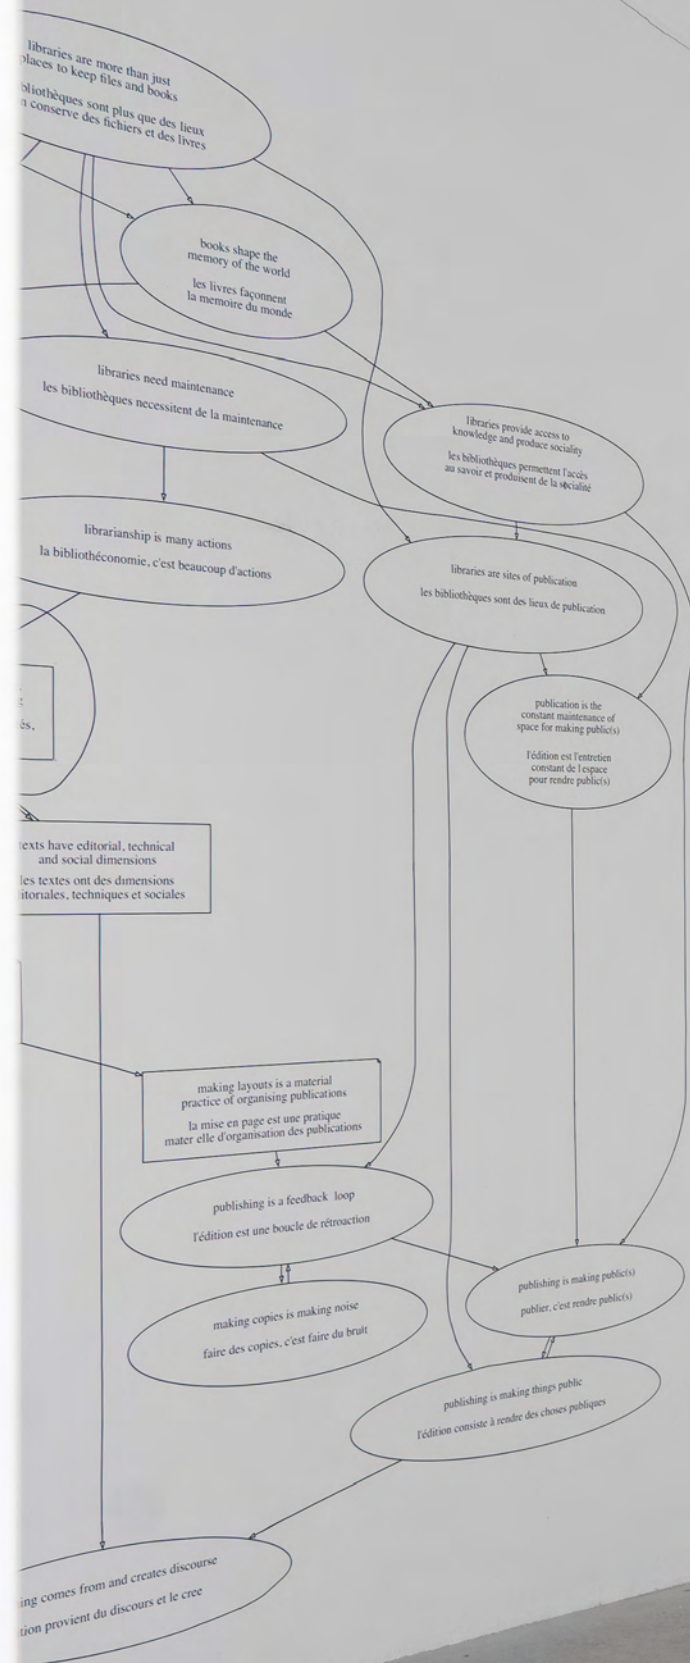 libraries are more than just
places to keep files and books
bliothèques sont plus que des lieux
n conserve des fichiers et des livres
books shape the
memory of the world
les livres façonnent
la memoire du monde
libraries need maintenance
les bibliothèques necessitent de la maintenance
libraries provide access to
knowledge and produce sociality
les bibliothèques permettent l'accès
au savoir et produisent de la socialité
librarianship is many actions
la bibliothéconomie, c'est beaucoup d'actions
libraries are sites of publication
les bibliothèques sont des lieux de publication
és.
publication is the
constant maintenance of
space for making public(s)
l'édition est l'entretien
constant de l espace
pour rendre public(s)
texts have editorial, technical
and social dimensions
les textes ont des dimensions
itoriales, techniques et sociales
making layouts is a material
practice of organising publications
la mise en page est une pratique
mater elle d'organisation des publications
publishing is a feedback loop
l'édition est une boucle de rétroaction
publishing is making public(s)
publier, c'est rendre public(s)
making copies is making noise
faire des copies, c'est faire du bruit
publishing is making things public
l'édition consiste à rendre des choses publiques
ing comes from and creates discourse
tion provient du discours et le cree